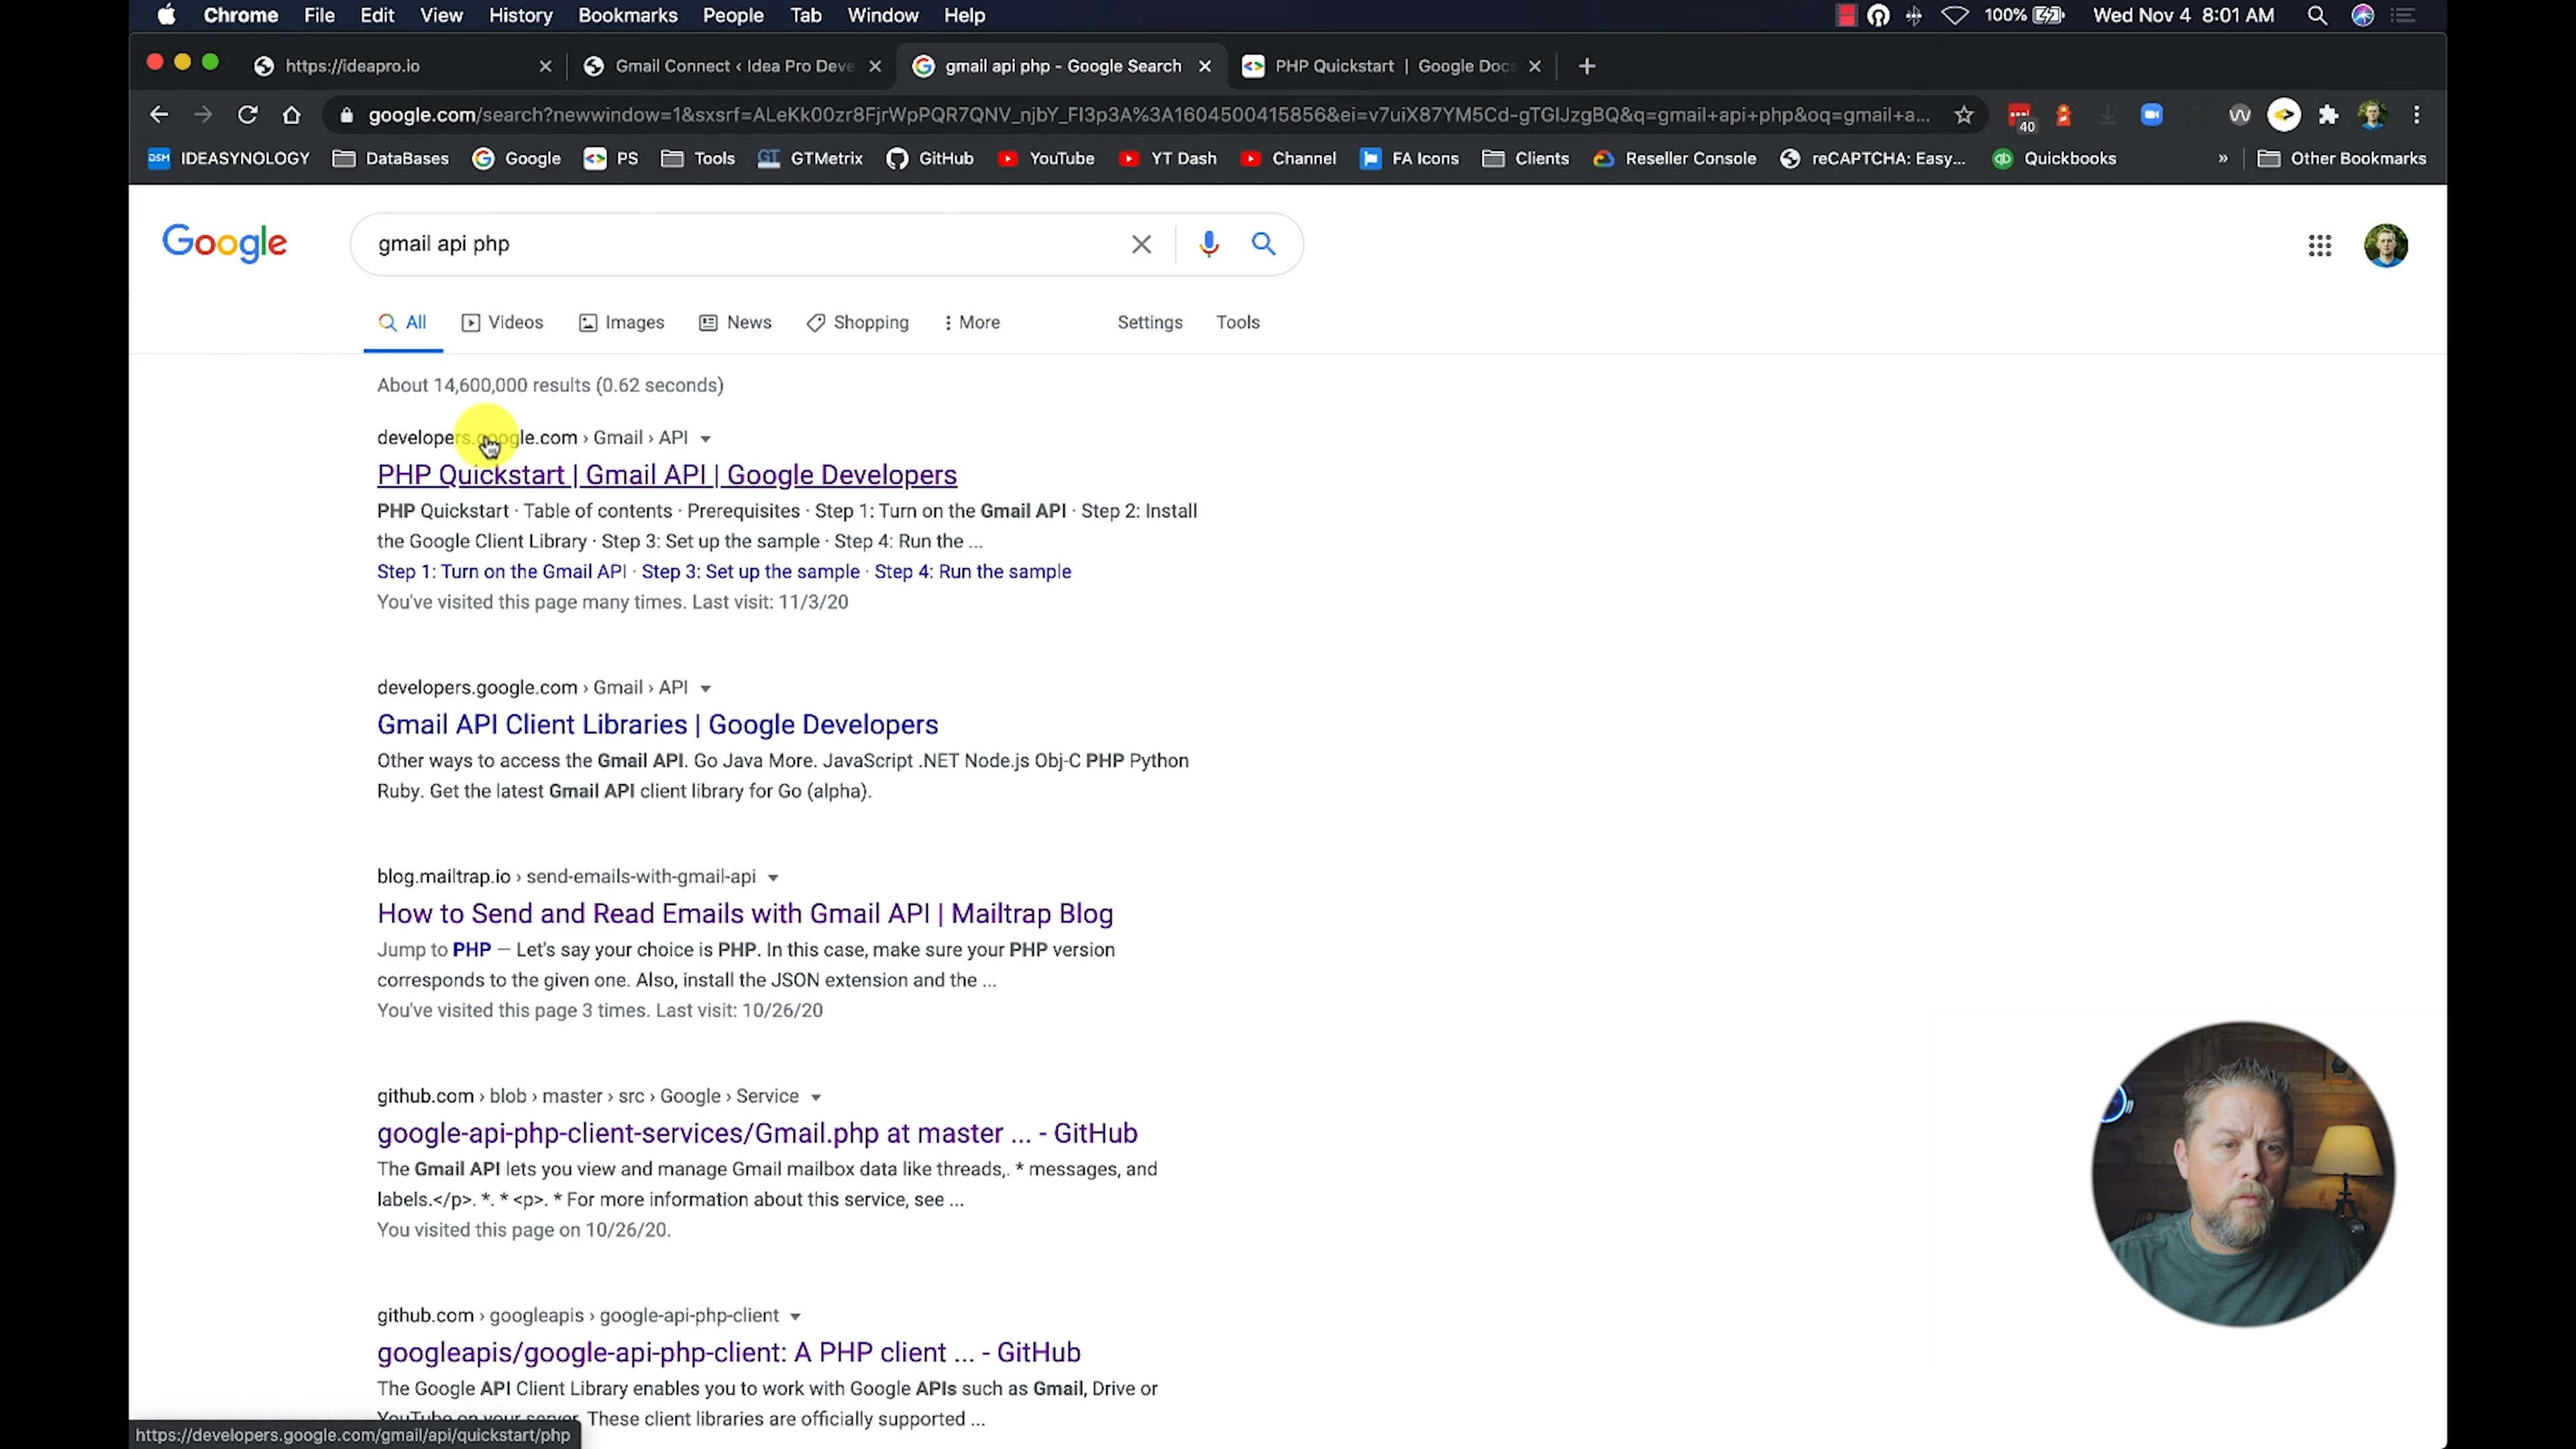 Chrome File Edit View History Bookmarks People Tab Window Help 100% Wed Nov 4 8:01 AM
https://ideapro.io Gmail Connect ‹ Idea Pro Deve gmail api php - Google Search PHP Quickstart | Google Docs
google.com/search?newwindow=1&sxsrf=ALeKk00zr8FjrWpPQR7QNV_njbY_FI3p3A%3A1604500415856&ei=v7uiX87YM5Cd-gTGIJzgBQ&q=gmail+api+php&oq=gmail+a... 40
DSM IDEASYNOLOGY DataBases Google PS Tools GT GTMetrix GitHub YouTube YT Dash Channel FA Icons Clients Reseller Console reCAPTCHA: Easy... qb Quickbooks » Other Bookmarks
Google gmail api php
All Videos Images News Shopping More Settings Tools
About 14,600,000 results (0.62 seconds)
developers.google.com › Gmail › API
PHP Quickstart | Gmail API | Google Developers
PHP Quickstart · Table of contents · Prerequisites · Step 1: Turn on the Gmail API · Step 2: Install
the Google Client Library · Step 3: Set up the sample · Step 4: Run the ...
Step 1: Turn on the Gmail API · Step 3: Set up the sample · Step 4: Run the sample
You've visited this page many times. Last visit: 11/3/20
developers.google.com › Gmail › API
Gmail API Client Libraries | Google Developers
Other ways to access the Gmail API. Go Java More. JavaScript .NET Node.js Obj-C PHP Python
Ruby. Get the latest Gmail API client library for Go (alpha).
blog.mailtrap.io › send-emails-with-gmail-api
How to Send and Read Emails with Gmail API | Mailtrap Blog
Jump to PHP — Let's say your choice is PHP. In this case, make sure your PHP version
corresponds to the given one. Also, install the JSON extension and the ...
You've visited this page 3 times. Last visit: 10/26/20
github.com › blob › master › src › Google › Service
google-api-php-client-services/Gmail.php at master ... - GitHub
The Gmail API lets you view and manage Gmail mailbox data like threads,. * messages, and
labels.</p>. *. * <p>. * For more information about this service, see ...
You visited this page on 10/26/20.
github.com › googleapis › google-api-php-client
googleapis/google-api-php-client: A PHP client ... - GitHub
The Google API Client Library enables you to work with Google APIs such as Gmail, Drive or
YouTube on your server. These client libraries are officially supported ...
https://developers.google.com/gmail/api/quickstart/php